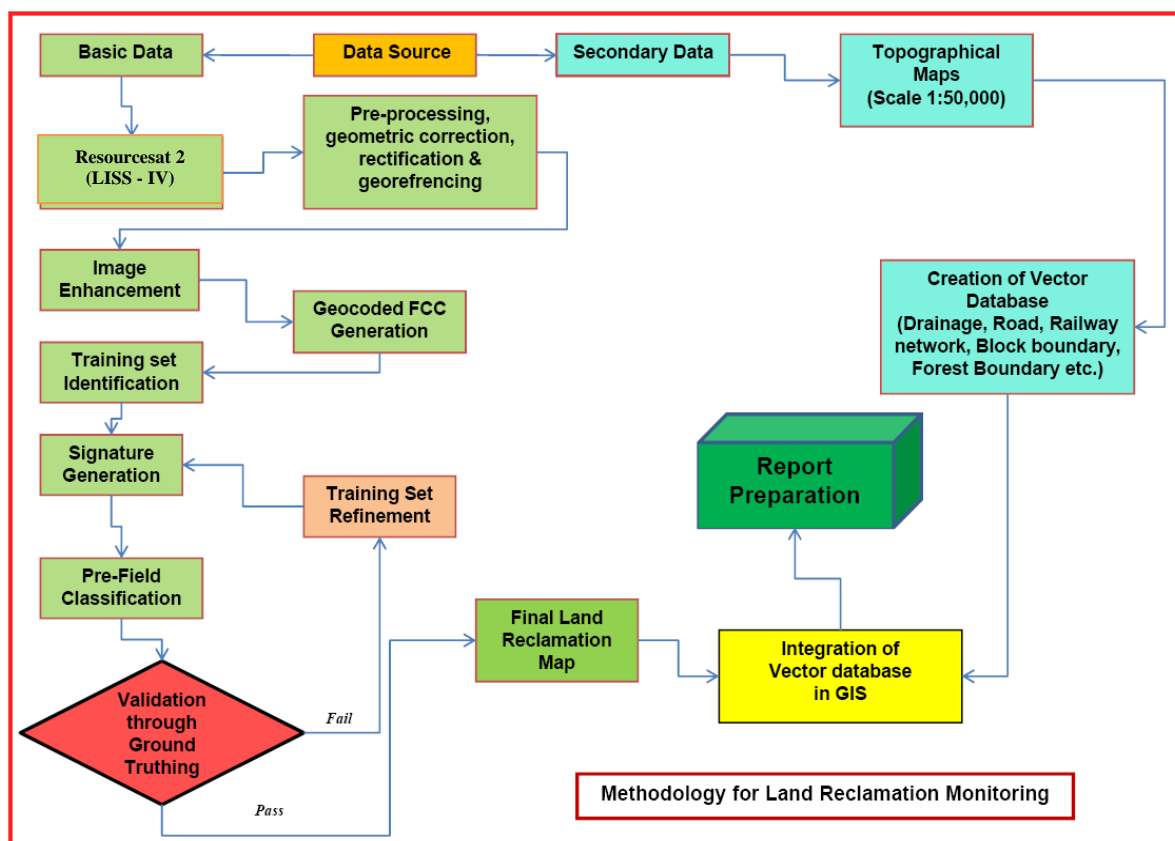 Basic Data
Data Source
Secondary Data
Topographical
Maps
(Scale 1:50,000)
Resourcesat 2
(LISS - IV)
Pre-processing,
geometric correction,
rectification &
georefrencing
Image
Enhancement
Geocoded FCC
Generation
Creation of Vector
Database
(Drainage, Road, Railway
network, Block boundary,
Forest Boundary etc.)
Training set
Identification
Signature
Generation
Training Set
Refinement
Report
Preparation
Pre-Field
Classification
Final Land
Reclamation
Map
Integration of
Vector database
in GIS
Validation
through
Ground
Truthing
Fail
Pass
Methodology for Land Reclamation Monitoring